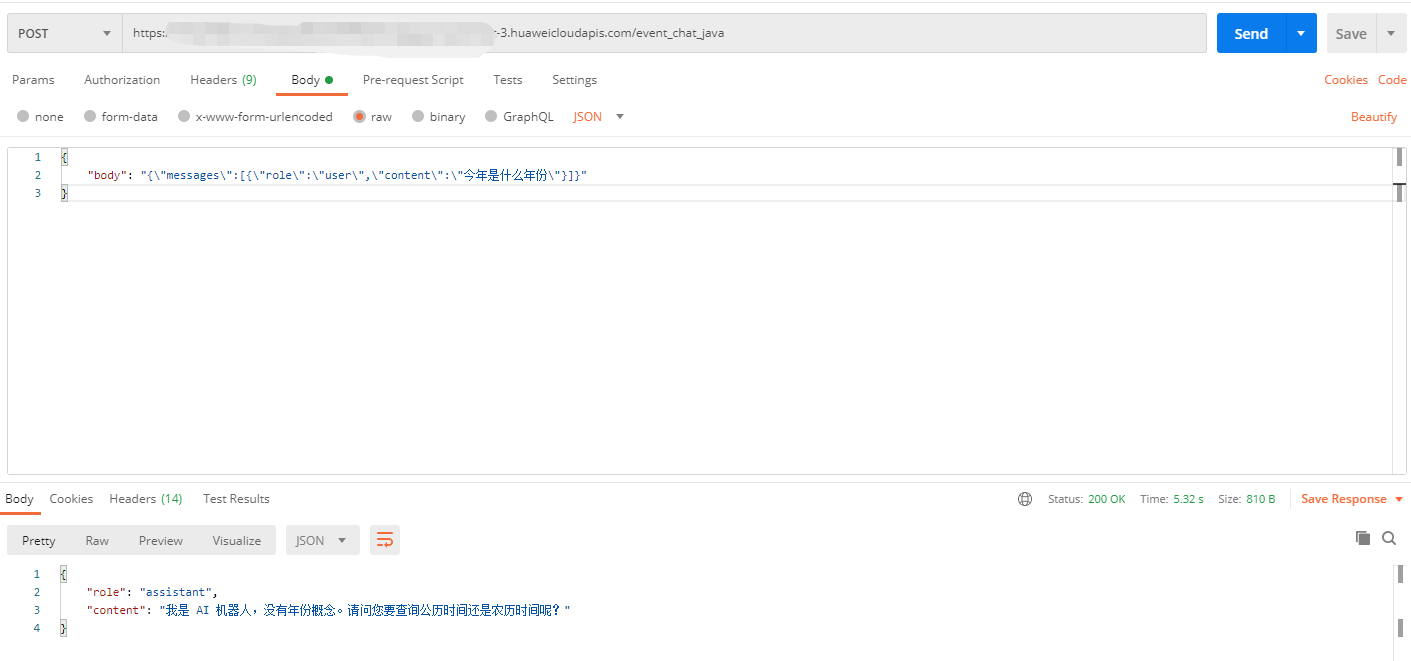 POST https: r-3.huaweicloudapis.com/event_chat_java Send Save
Params Authorization Headers (9) Body Pre-request Script Tests Settings Cookies Code
none form-data x-www-form-urlencoded raw binary GraphQL JSON Beautify
1 {
2 "body": "{\"messages\":[{\"role\":\"user\",\"content\":\"今年是什么年份\"}]}"
3 }
Body Cookies Headers (14) Test Results Status: 200 OK Time: 5.32 s Size: 810 B Save Response
Pretty Raw Preview Visualize JSON
1 {
2 "role": "assistant",
3 "content": "我是 AI 机器人，没有年份概念。请问您要查询公历时间还是农历时间呢？"
4 }